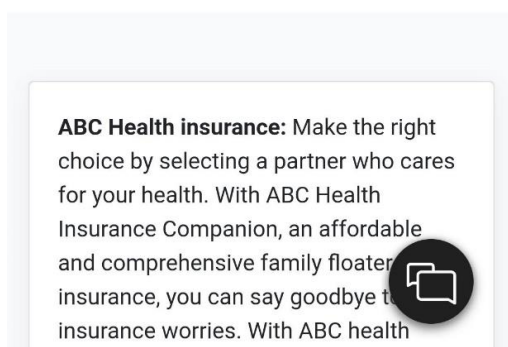 ABC Health insurance: Make the right
choice by selecting a partner who cares
for your health. With ABC Health
Insurance Companion, an affordable
and comprehensive family floater
insurance, you can say goodbye
insurance worries. With ABC health